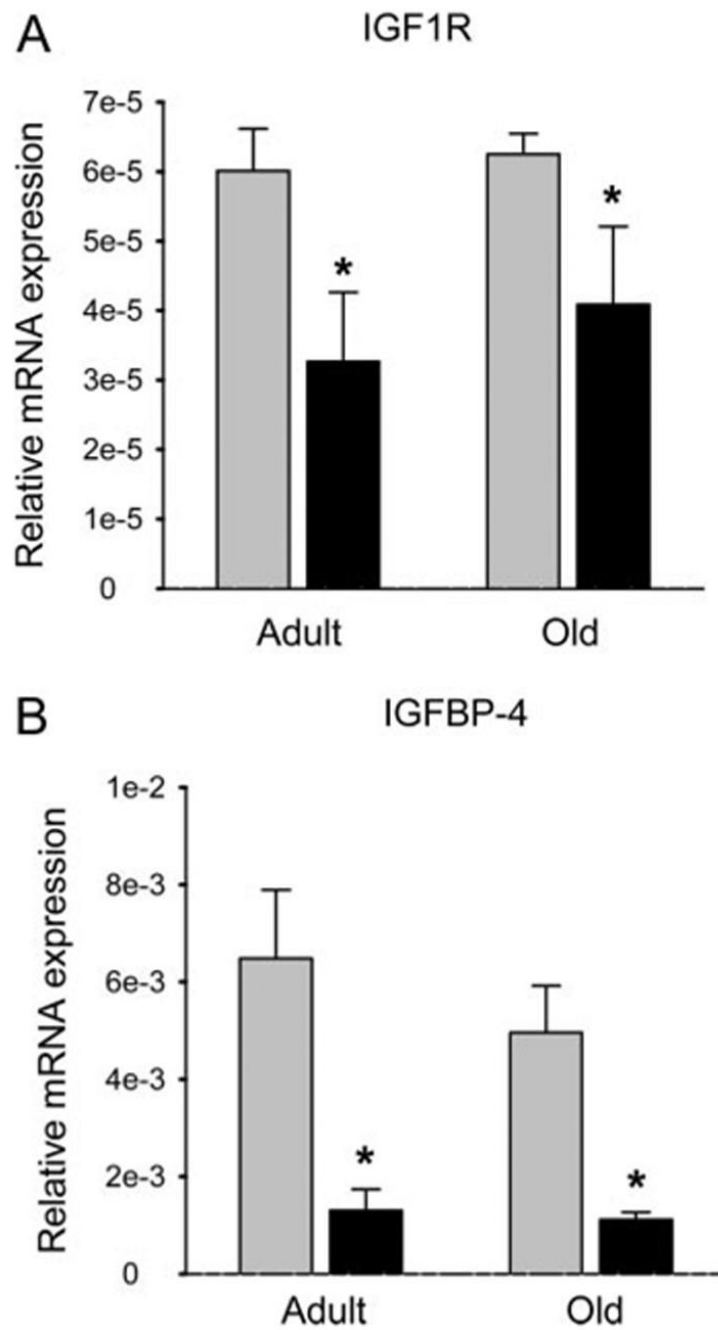 A
IGF1R
Relative mRNA expression
7e-5
6e-5
5e-5
4e-5
3e-5
2e-5
1e-5
0
*
*
Adult Old
B
IGFBP-4
Relative mRNA expression
1e-2
8e-3
6e-3
4e-3
2e-3
0
*
*
Adult Old